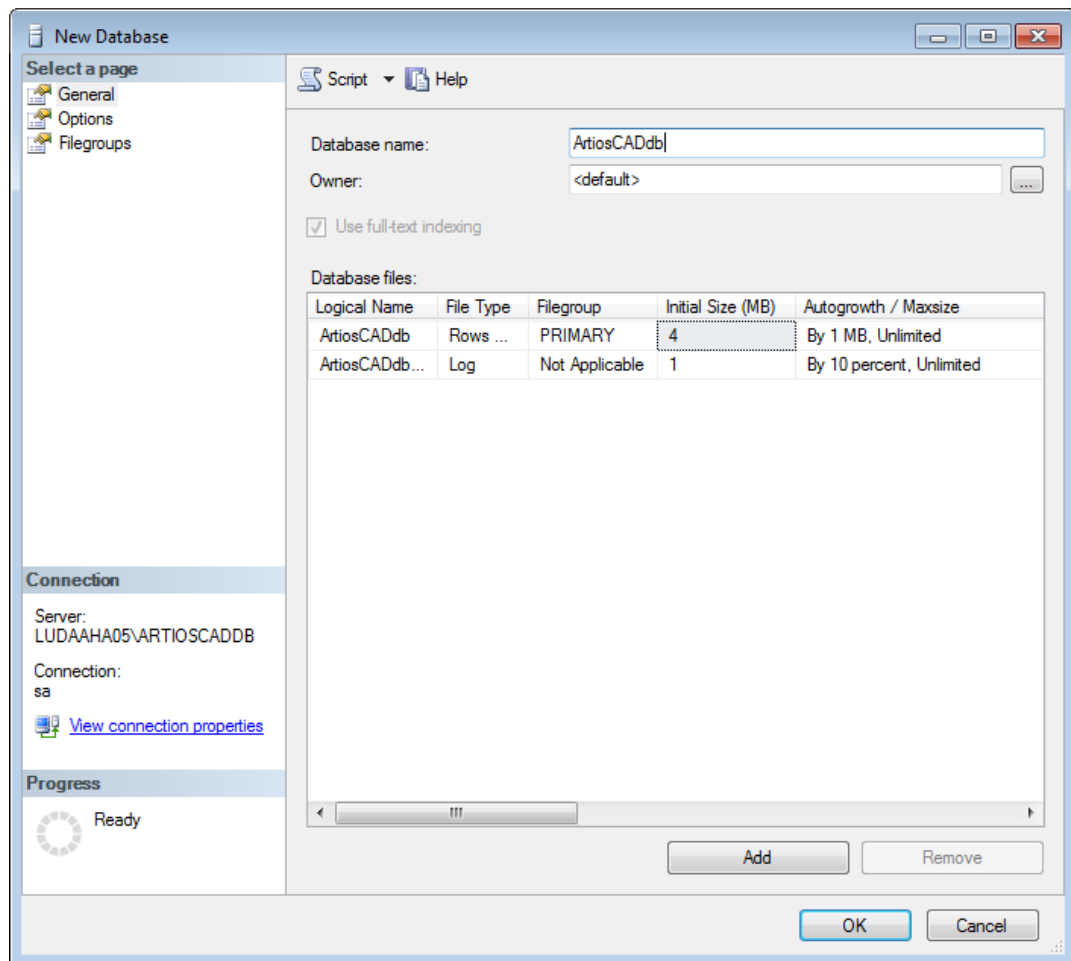 New Database
Select a page
General
Options
Filegroups
Script Help
Database name: ArtiosCADdb
Owner: <default> ...
Use full-text indexing
Database files:
Logical Name File Type Filegroup Initial Size (MB) Autogrowth / Maxsize
ArtiosCADdb Rows ... PRIMARY 4 By 1 MB, Unlimited
ArtiosCADdb... Log Not Applicable 1 By 10 percent, Unlimited
Connection
Server:
LUDAAHA05\ARTIOSCADDB
Connection:
sa
View connection properties
Progress
Ready
Add Remove
OK Cancel